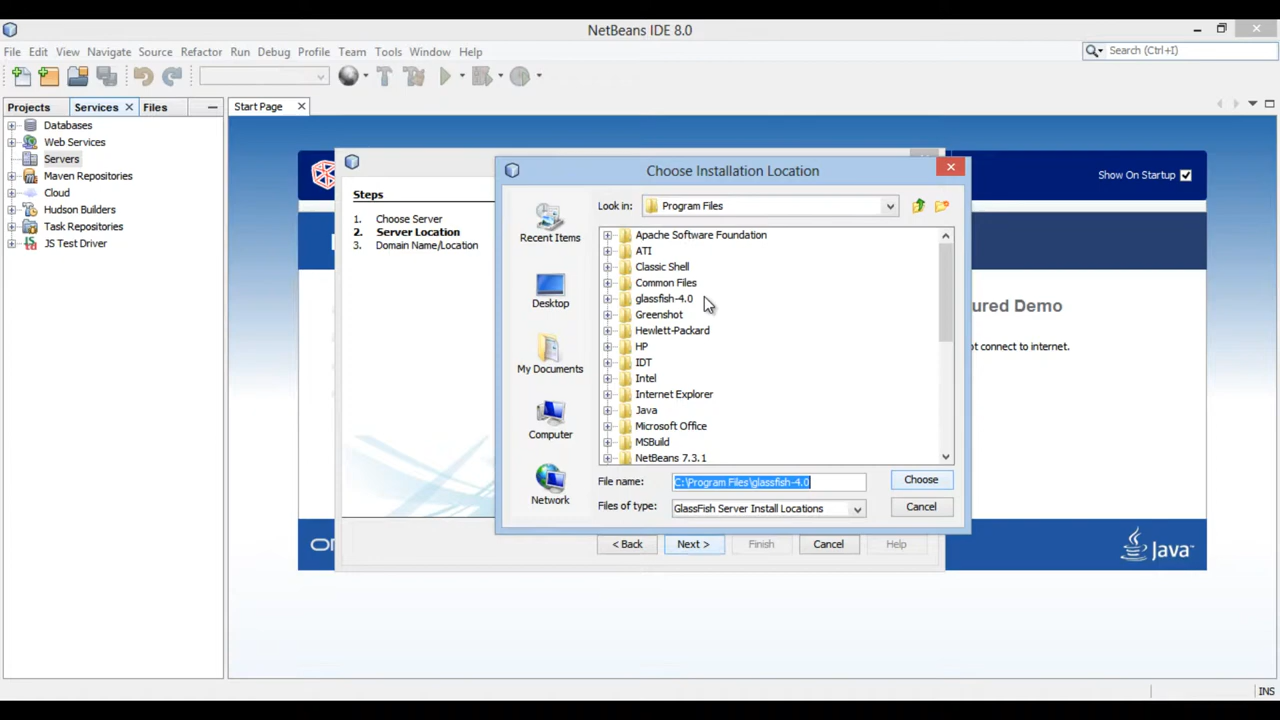 NetBeans IDE 8.0
File Edit View Navigate Source Refactor Run Debug Profile Team Tools Window Help
Search (Ctrl+I)
Projects Services Files
Start Page
Databases
Web Services
Servers
Maven Repositories
Cloud
Hudson Builders
Task Repositories
JS Test Driver
Show On Startup
Steps
1. Choose Server
2. Server Location
3. Domain Name/Location
Choose Installation Location
Look in: Program Files
Recent Items
Desktop
My Documents
Computer
Network
Apache Software Foundation
ATI
Classic Shell
Common Files
glassfish-4.0
Greenshot
Hewlett-Packard
HP
IDT
Intel
Internet Explorer
Java
Microsoft Office
MSBuild
NetBeans 7.3.1
File name: C:\Program Files\glassfish-4.0
Choose
Files of type: GlassFish Server Install Locations
Cancel
< Back Next > Finish Cancel Help
ured Demo
ot connect to internet.
Java
INS